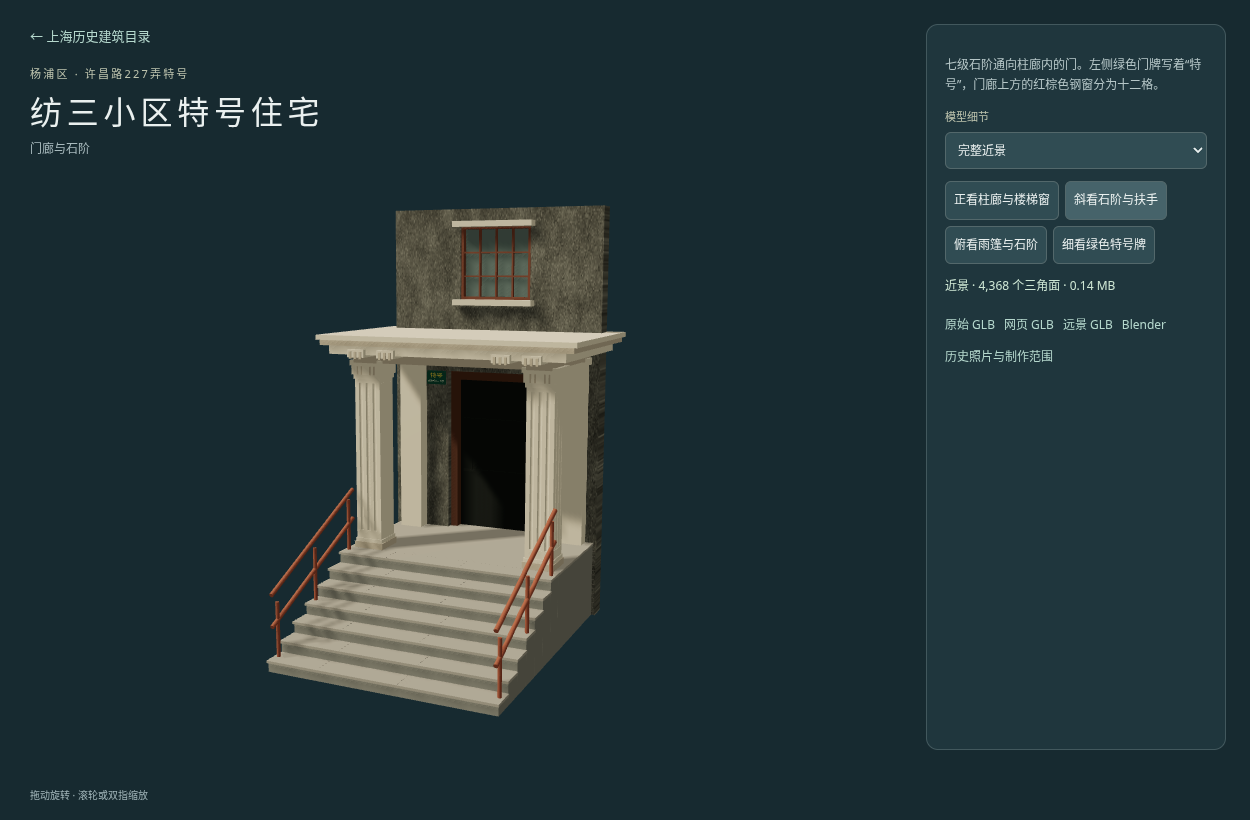 ← 上海历史建筑目录
杨浦区 · 许昌路227弄特号
纺三小区特号住宅
门廊与石阶
七级石阶通向柱廊内的门。左侧绿色门牌写着“特
号”，门廊上方的红棕色钢窗分为十二格。
模型细节
完整近景
正看柱廊与楼梯窗 斜看石阶与扶手
俯看雨篷与石阶 细看绿色特号牌
近景 · 4,368 个三角面 · 0.14 MB
原始 GLB 网页 GLB 远景 GLB Blender
历史照片与制作范围
特号
拖动旋转 · 滚轮或双指缩放